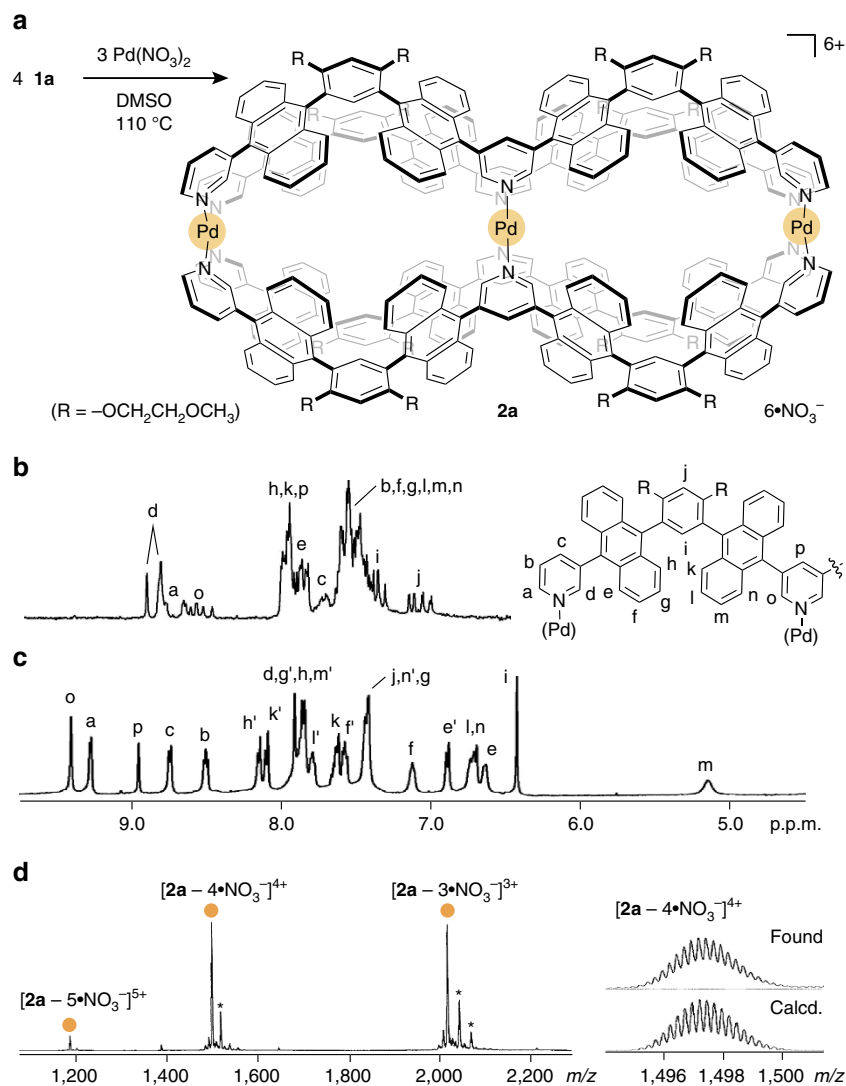 a
4 1a
3 Pd(NO₃)₂
DMSO
110 °C
6+
R R R R
N N N N N
Pd Pd Pd
N N N N N
R R R R
R R R R
(R = –OCH₂CH₂OCH₃)
2a
6•NO₃⁻
b
d
a
o
h,k,p
e
c
b,f,g,l,m,n
i
j
j
R R
c
b
a
N
(Pd)
d
e
f
g
h
i
k
l
m
n
p
o
N
(Pd)
c
o
a
p
c
b
h'
k'
d,g',h,m'
l'
k
f'
j,n',g
f
e'
l,n
e
i
m
9.0 8.0 7.0 6.0 5.0 p.p.m.
d
[2a – 5•NO₃⁻]⁵⁺
[2a – 4•NO₃⁻]⁴⁺
*
[2a – 3•NO₃⁻]³⁺
*
*
1,200 1,400 1,600 1,800 2,000 2,200 m/z
[2a – 4•NO₃⁻]⁴⁺
Found
Calcd.
1,496 1,498 1,500 m/z